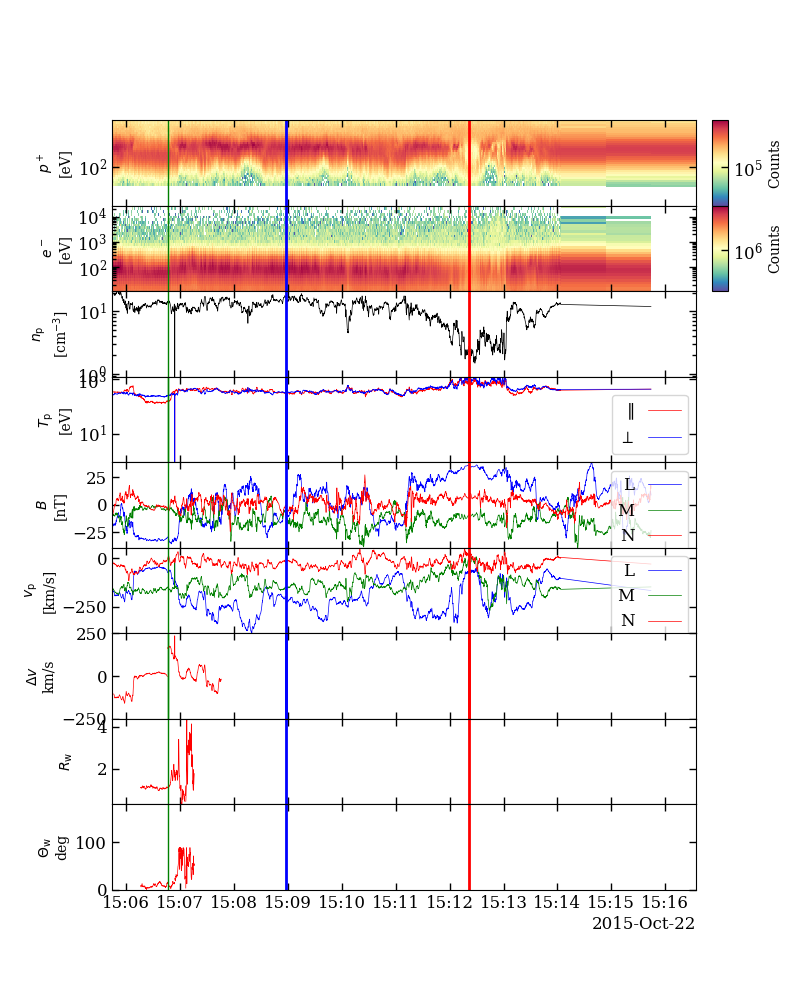 p+
[eV]
10²
10⁵
Counts
e⁻
[eV]
10⁴
10³
10²
10⁶
Counts
nₚ
[cm⁻³]
10¹
10⁰
Tₚ
[eV]
10³
10¹
∥
⊥
B
[nT]
25
0
−25
L
M
N
vₚ
[km/s]
0
−250
L
M
N
Δv
km/s
250
0
−250
R_w
4
2
Θ_w
deg
100
0
15:06 15:07 15:08 15:09 15:10 15:11 15:12 15:13 15:14 15:15 15:16
2015-Oct-22